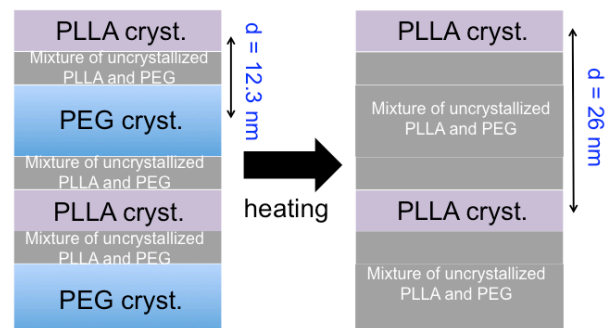 PLLA cryst.
Mixture of uncrystallized
PLLA and PEG
PEG cryst.
Mixture of uncrystallized
PLLA and PEG
PLLA cryst.
Mixture of uncrystallized
PLLA and PEG
PEG cryst.
d = 12.3 nm
heating
PLLA cryst.
Mixture of uncrystallized
PLLA and PEG
PLLA cryst.
Mixture of uncrystallized
PLLA and PEG
d = 26 nm